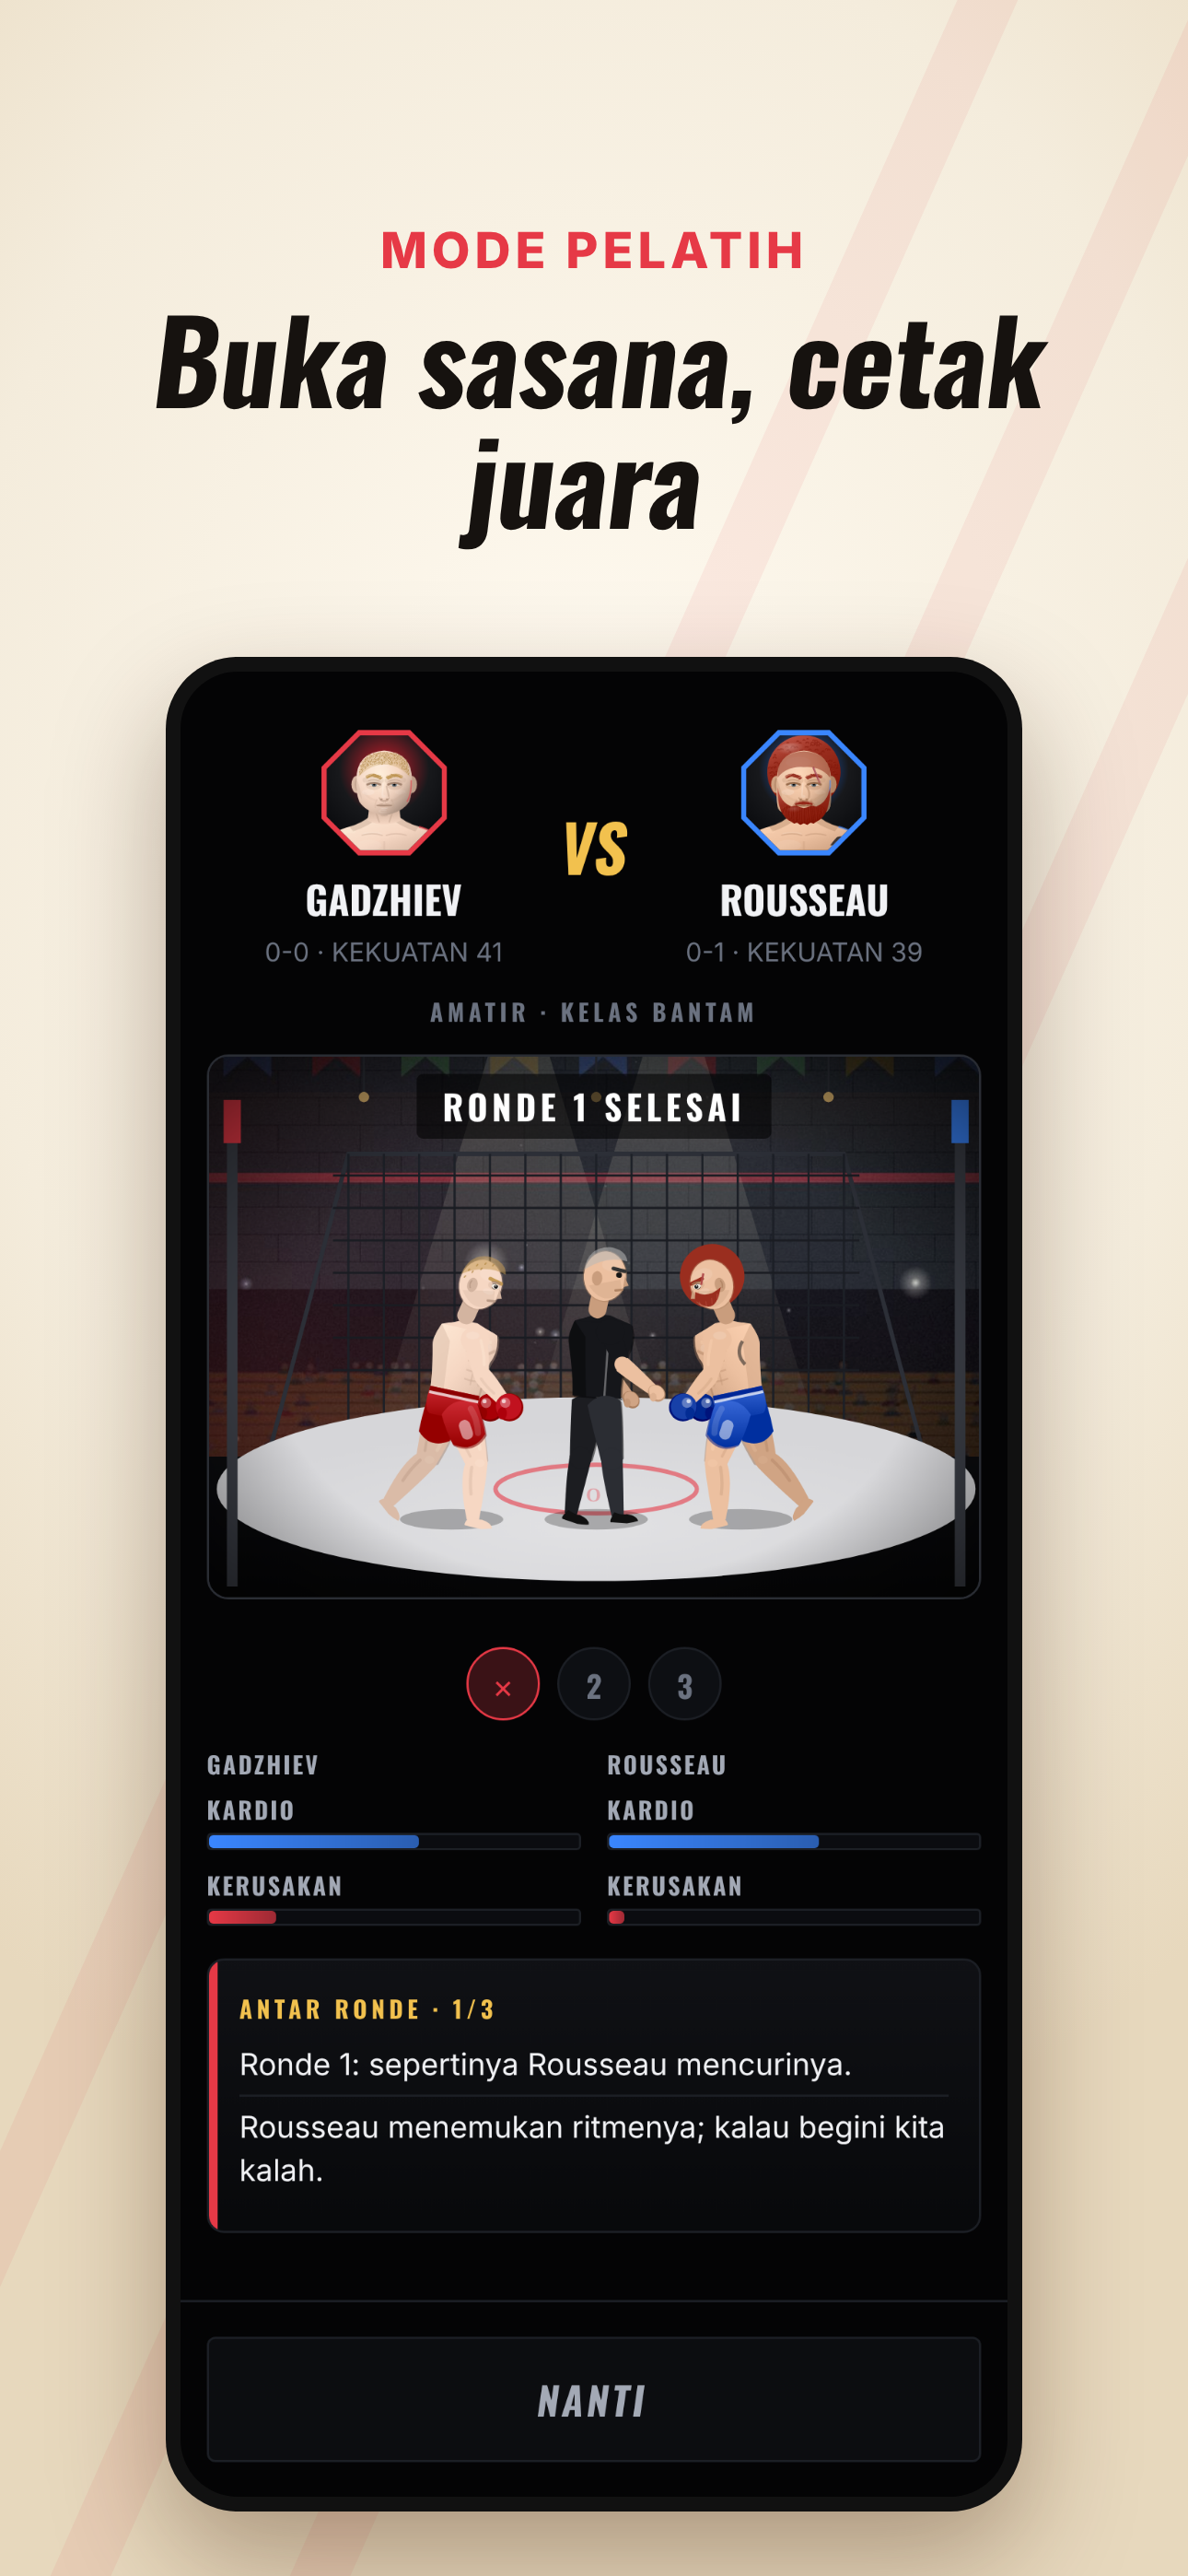 MODE PELATIH
Buka sasana, cetak
juara
VS
GADZHIEV
ROUSSEAU
0-0 · KEKUATAN 41
0-1 · KEKUATAN 39
AMATIR · KELAS BANTAM
RONDE 1 SELESAI
O
× 2 3
GADZHIEV
ROUSSEAU
KARDIO
KARDIO
KERUSAKAN
KERUSAKAN
ANTAR RONDE · 1/3
Ronde 1: sepertinya Rousseau mencurinya.
Rousseau menemukan ritmenya; kalau begini kita
kalah.
NANTI